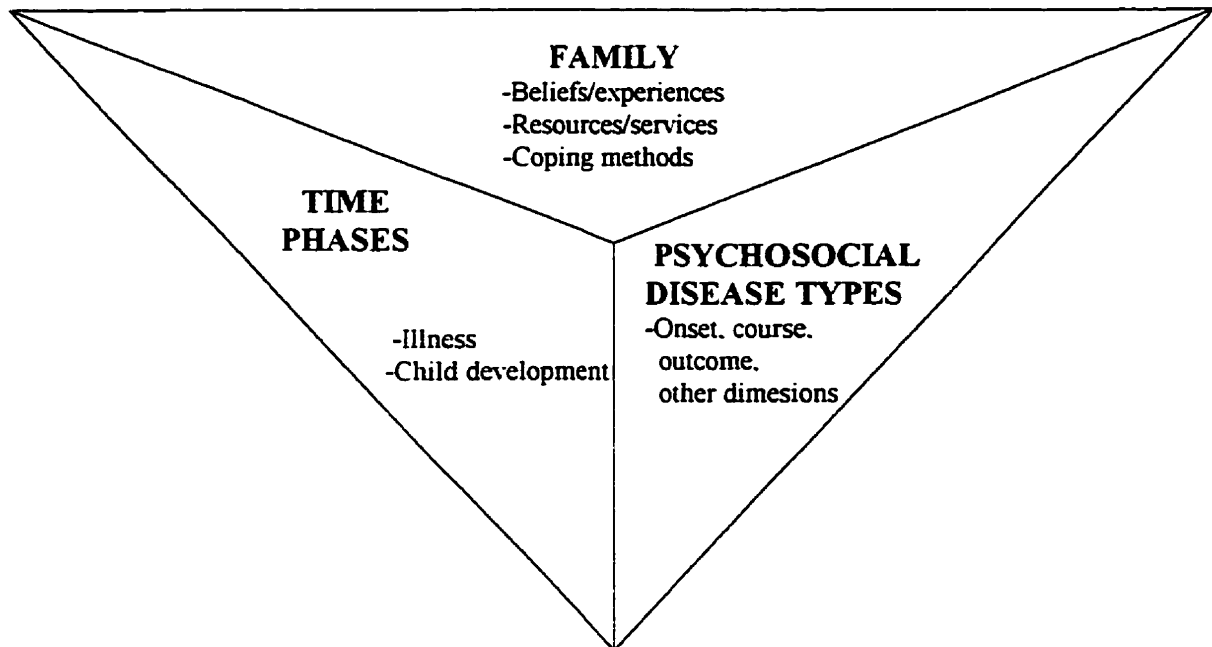 FAMILY
-Beliefs/experiences
-Resources/services
-Coping methods
TIME
PHASES
-Illness
-Child development
PSYCHOSOCIAL
DISEASE TYPES
-Onset, course,
outcome,
other dimesions